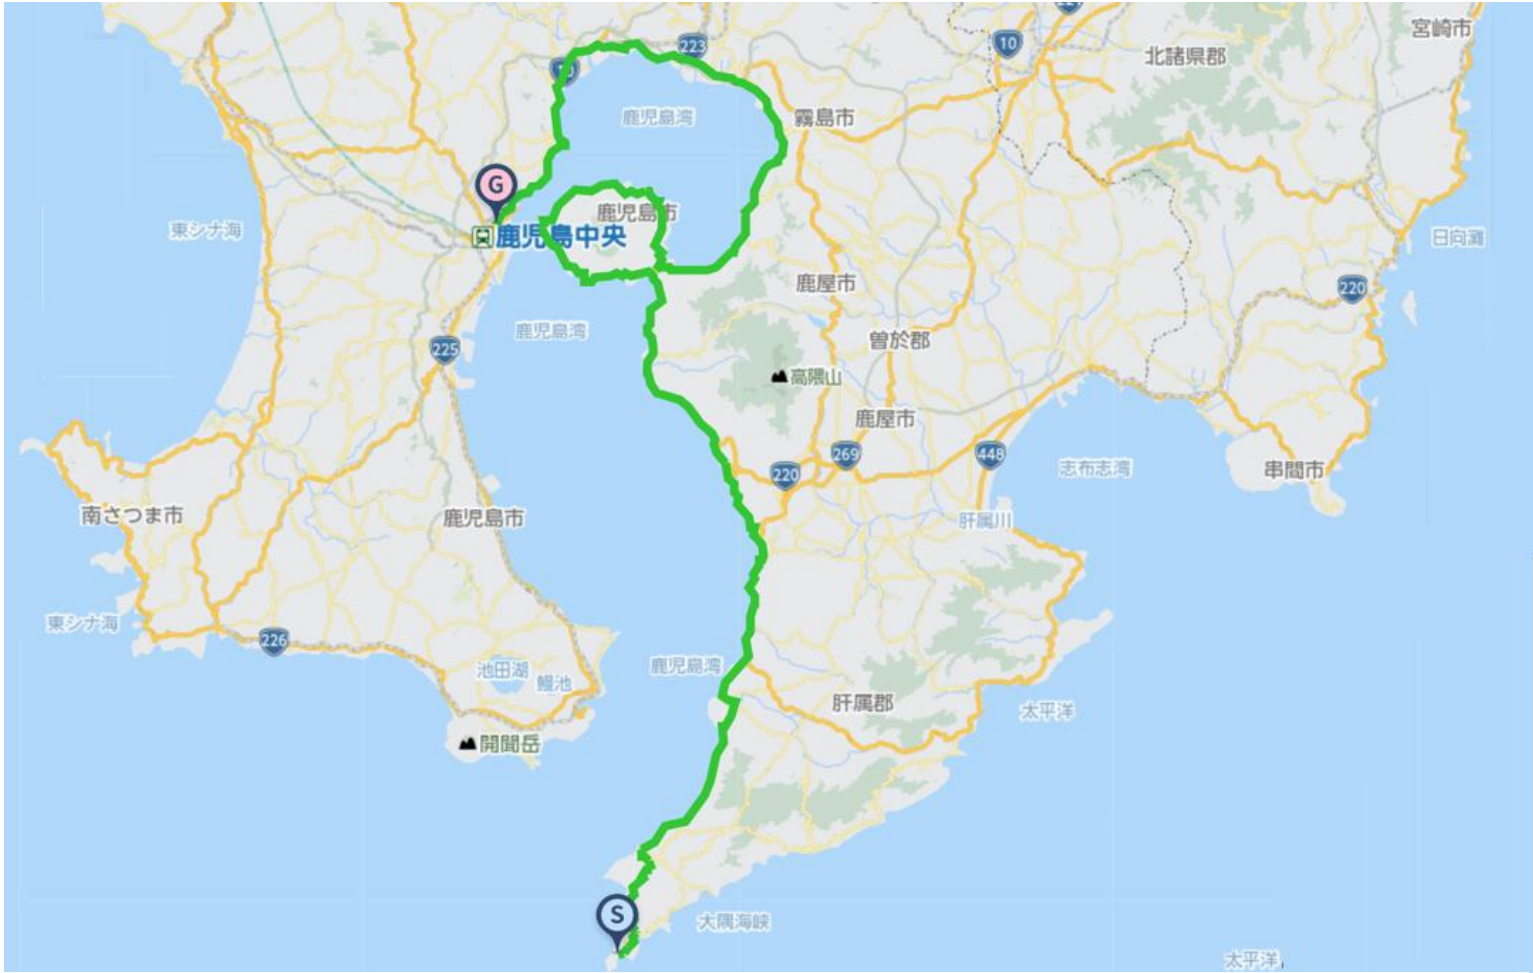 宮崎市
10
223
北諸県郡
10
鹿児島湾
霧島市
G
鹿児島市
東シナ海
鹿児島中央
日向灘
鹿屋市
220
鹿児島湾
曽於郡
225
高隈山
鹿屋市
269
448
220
志布志湾
串間市
南さつま市
鹿児島市
肝属川
東シナ海
226
鹿児島湾
池田湖
鰻池
肝属郡
太平洋
開聞岳
S
大隅海峡
太平洋